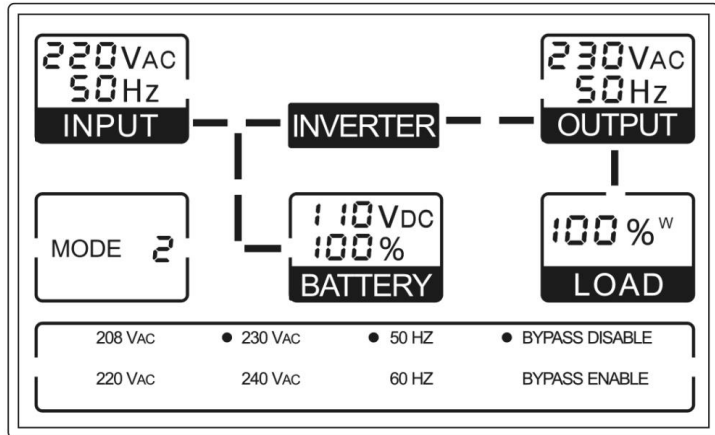 220VAC
50Hz
INPUT
INVERTER
230VAC
50Hz
OUTPUT
MODE 2
110VDC
100%
BATTERY
100%W
LOAD
208 VAC ● 230 VAC ● 50 HZ ● BYPASS DISABLE
220 VAC 240 VAC 60 HZ BYPASS ENABLE